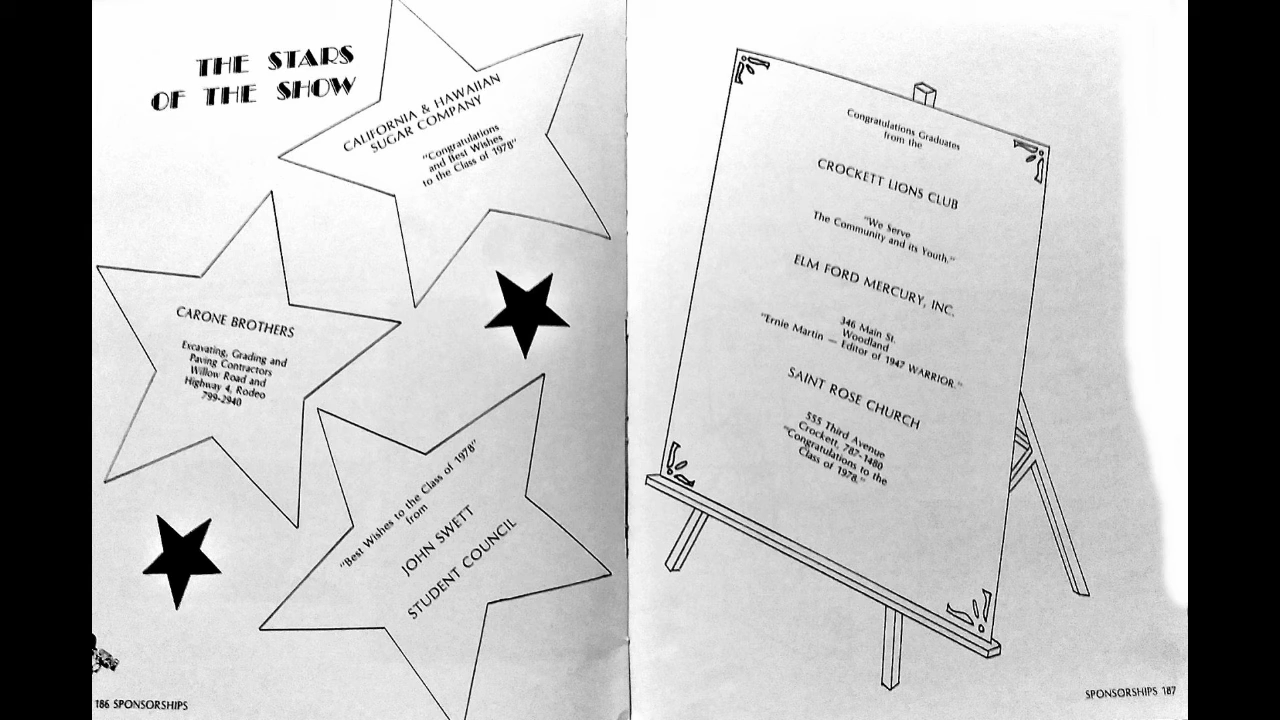 THE STARS
OF THE SHOW
CALIFORNIA & HAWAIIAN
SUGAR COMPANY
"Congratulations
and Best Wishes
to the Class of 1978"
CARONE BROTHERS
Excavating, Grading and
Paving Contractors
Willow Road and
Highway 4, Rodeo
799-2940
"Best Wishes to the Class of 1978"
from
JOHN SWETT
STUDENT COUNCIL
186 SPONSORSHIPS
Congratulations Graduates
from the
CROCKETT LIONS CLUB
"We Serve
The Community and its Youth."
ELM FORD MERCURY, INC.
346 Main St.
Woodland
"Ernie Martin — Editor of 1947 WARRIOR."
SAINT ROSE CHURCH
555 Third Avenue
Crockett, 787-1480
"Congratulations to the
Class of 1978."
SPONSORSHIPS 187